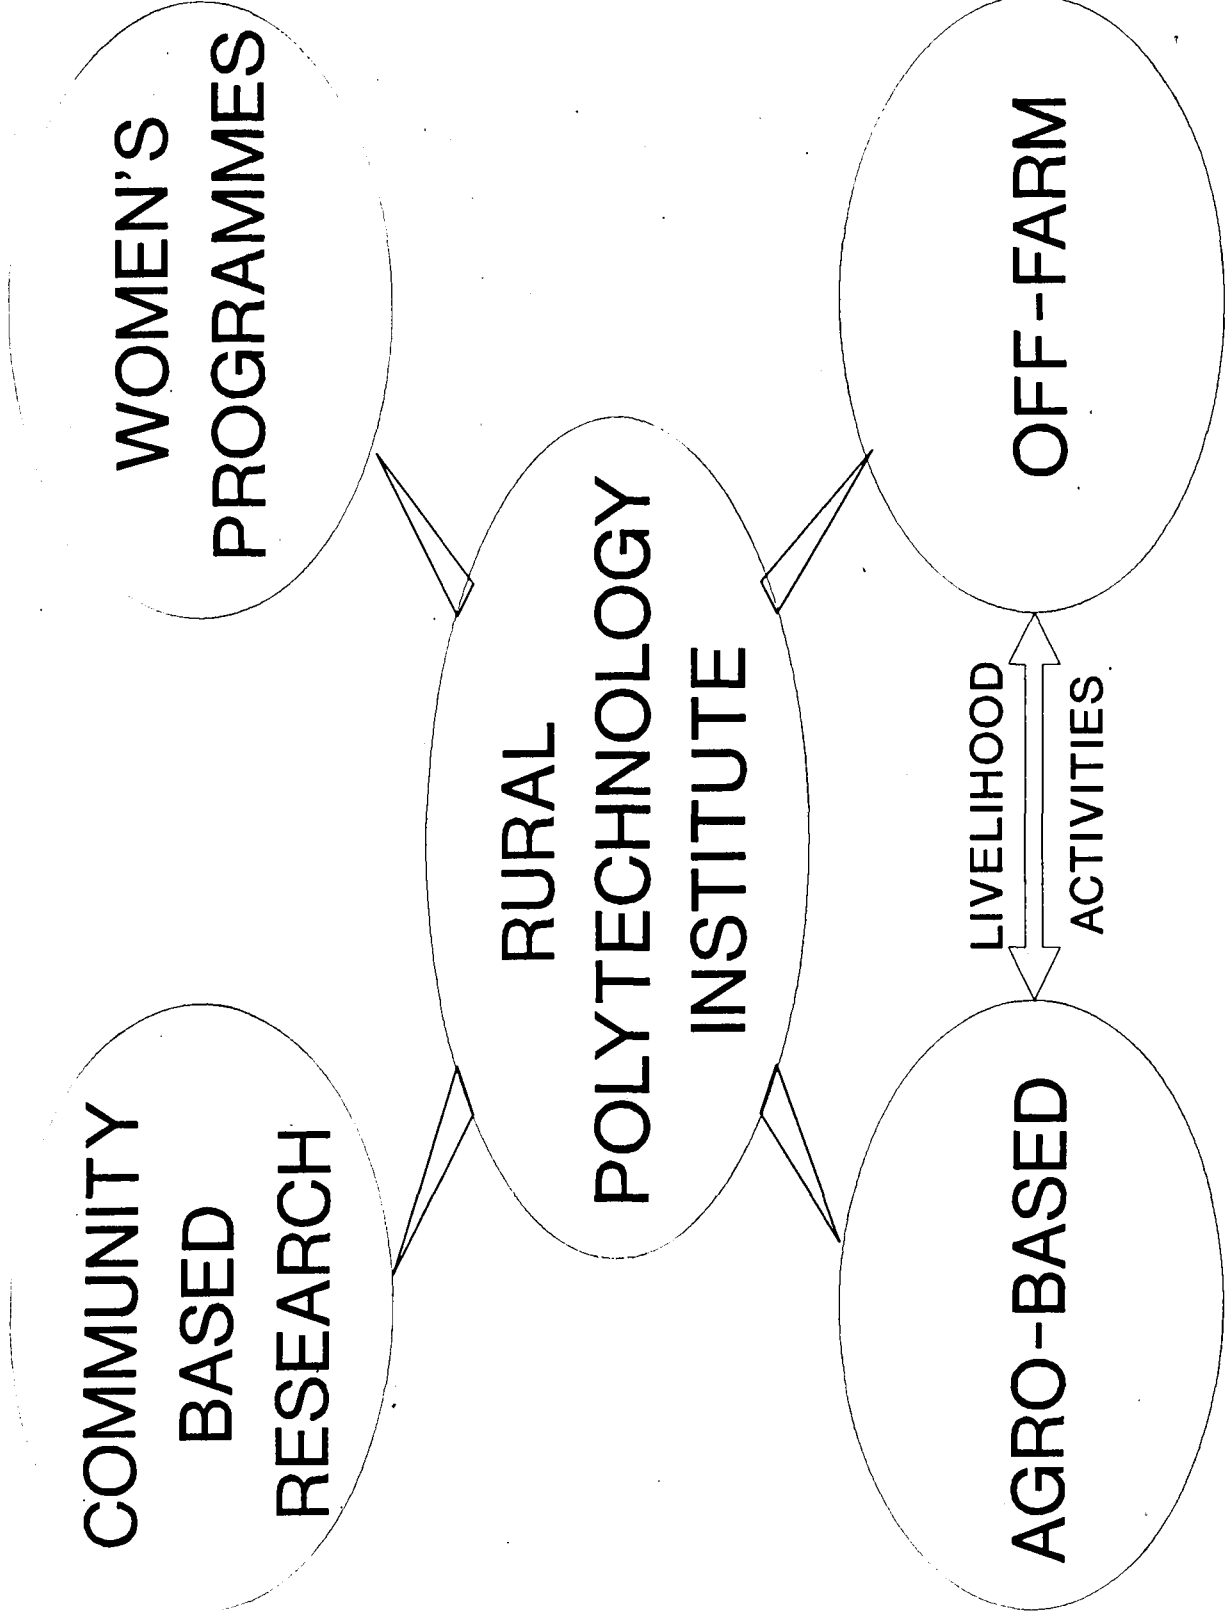 COMMUNITY
BASED
RESEARCH
WOMEN'S
PROGRAMMES
RURAL
POLYTECHNOLOGY
INSTITUTE
AGRO-BASED
LIVELIHOOD
ACTIVITIES
OFF-FARM